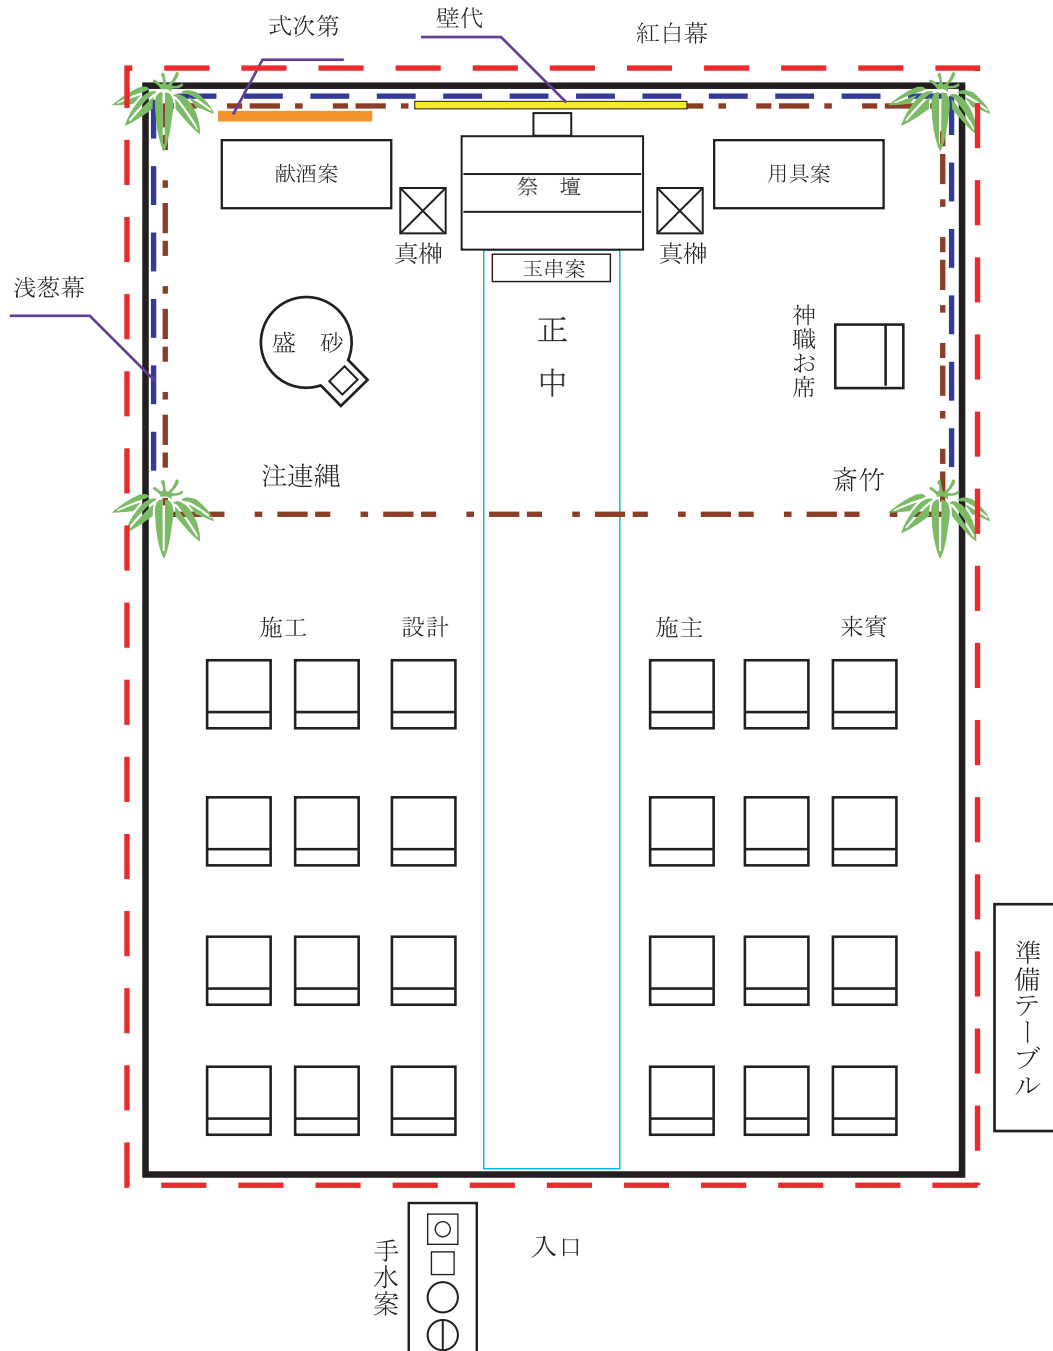 式次第
壁代
紅白幕
献酒案
祭　壇
用具案
真榊
真榊
玉串案
浅葱幕
正中
盛　砂
神職お席
注連縄
斎竹
施工
設計
施主
来賓
準備テーブル
手水案
入口